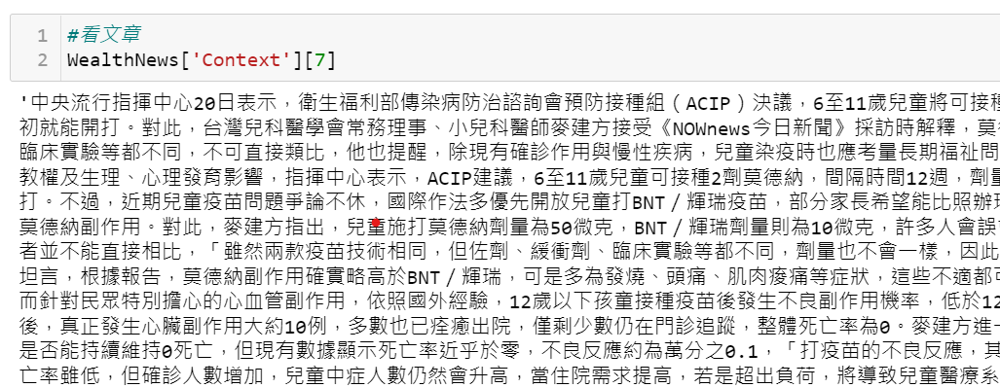 1 #看文章
2 WealthNews['Context'][7]
'中央流行指揮中心20日表示，衛生福利部傳染病防治諮詢會預防接種組（ACIP）決議，6至11歲兒童將可接種
初就能開打。對此，台灣兒科醫學會常務理事、小兒科醫師麥建方接受《NOWnews今日新聞》採訪時解釋，莫
臨床實驗等都不同，不可直接類比，他也提醒，除現有確診作用與慢性疾病，兒童染疫時也應考量長期福祉問
教權及生理、心理發育影響，指揮中心表示，ACIP建議，6至11歲兒童可接種2劑莫德納，間隔時間12週，劑量
打。不過，近期兒童疫苗問題爭論不休，國際作法多優先開放兒童打BNT／輝瑞疫苗，部分家長希望能比照辦理
莫德納副作用。對此，麥建方指出，兒童施打莫德納劑量為50微克，BNT／輝瑞劑量則為10微克，許多人會誤
者並不能直接相比，「雖然兩款疫苗技術相同，但佐劑、緩衝劑、臨床實驗等都不同，劑量也不會一樣，因此
坦言，根據報告，莫德納副作用確實略高於BNT／輝瑞，可是多為發燒、頭痛、肌肉痠痛等症狀，這些不適都可
而針對民眾特別擔心的心血管副作用，依照國外經驗，12歲以下孩童接種疫苗後發生不良副作用機率，低於12
後，真正發生心臟副作用大約10例，多數也已痊癒出院，僅剩少數仍在門診追蹤，整體死亡率為0。麥建方進一
是否能持續維持0死亡，但現有數據顯示死亡率近乎於零，不良反應約為萬分之0.1，「打疫苗的不良反應，其
亡率雖低，但確診人數增加，兒童中症人數仍然會升高，當住院需求提高，若是超出負荷，將導致兒童醫療系